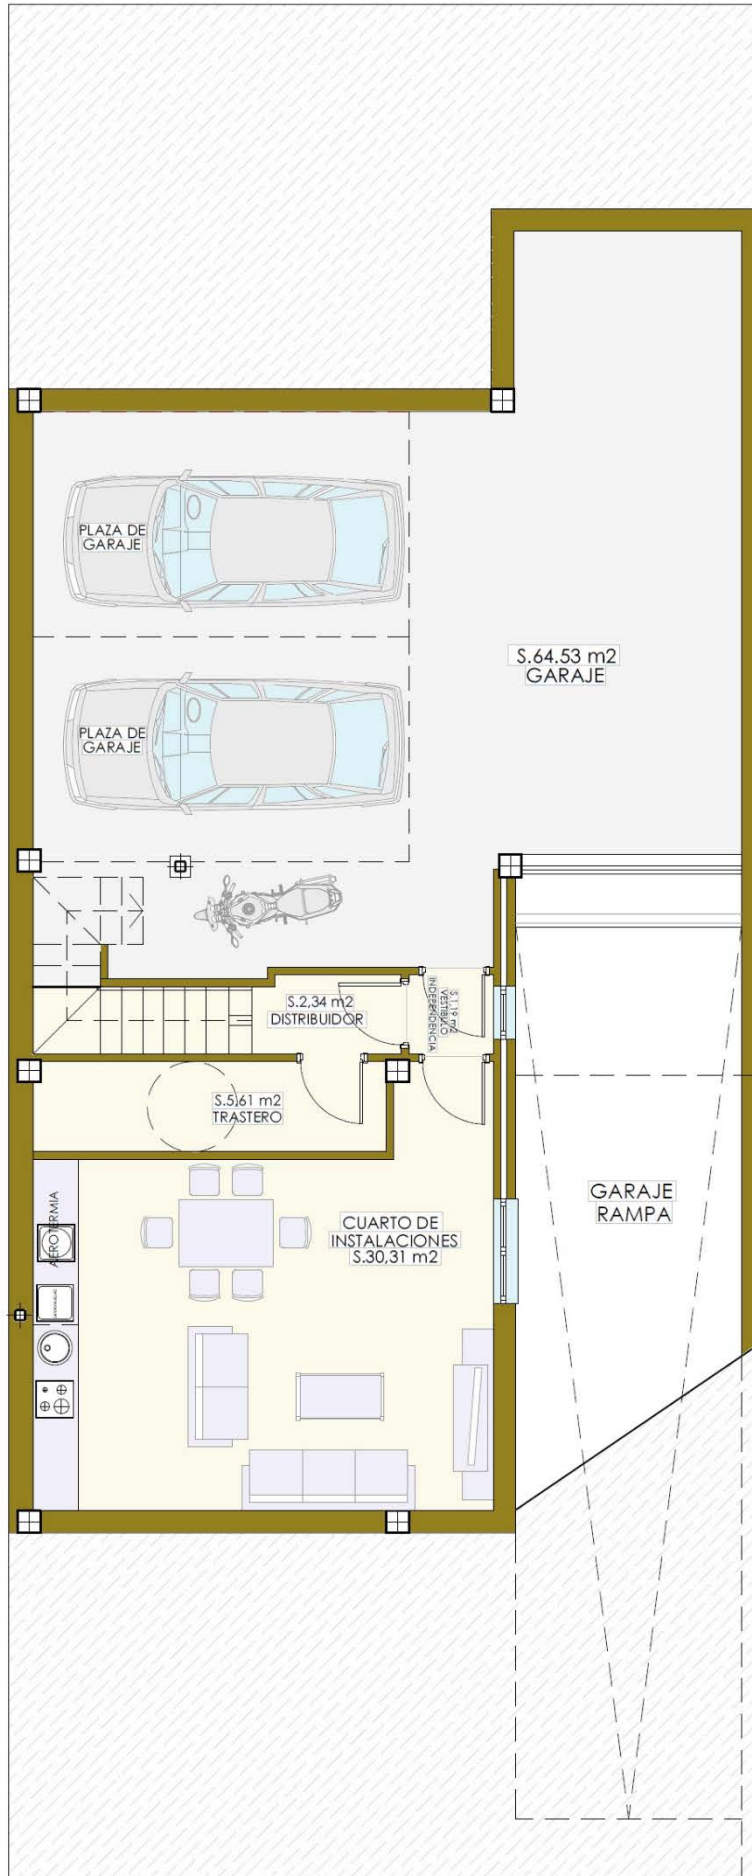 PLAZA DE
GARAJE
S.64.53 m2
GARAJE
PLAZA DE
GARAJE
S.2,34 m2
DISTRIBUIDOR
S.1,19 m2
VESTIBULO
INDEPENDENCIA
S.5,61 m2
TRASTERO
AEROTERMIA
CUARTO DE
INSTALACIONES
S.30,31 m2
GARAJE
RAMPA